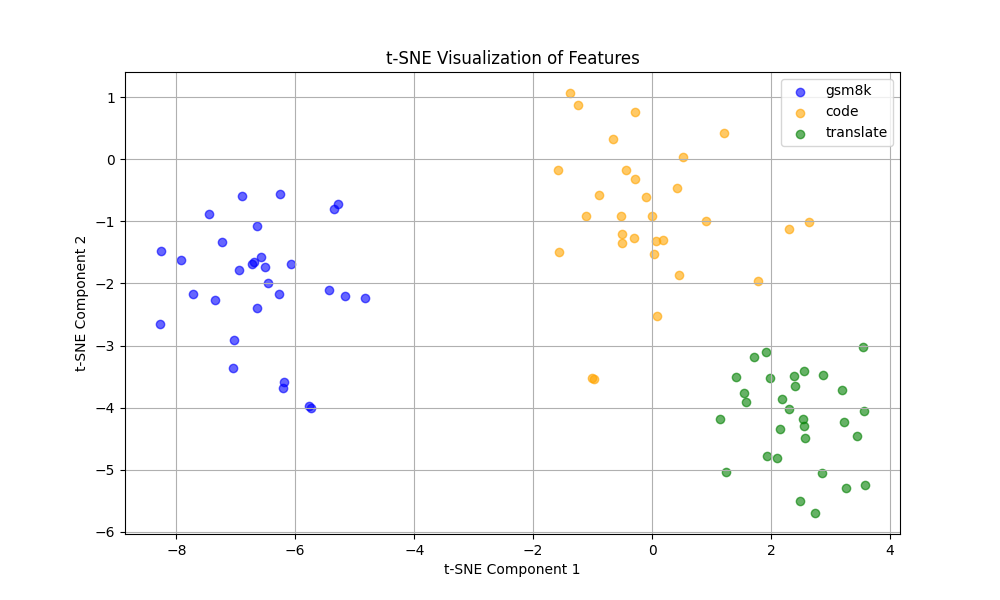 t-SNE Visualization of Features
gsm8k
code
translate
t-SNE Component 2
1
0
−1
−2
−3
−4
−5
−6
−8
−6
−4
−2
0
2
4
t-SNE Component 1